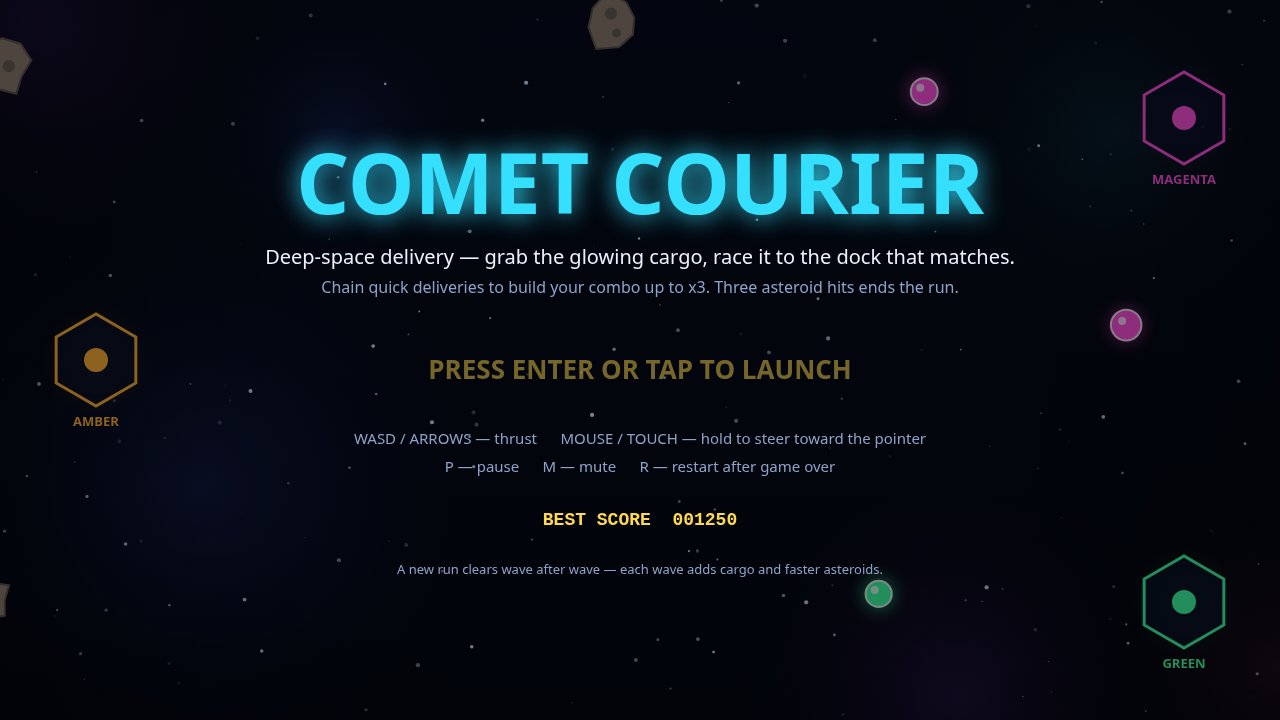 COMET COURIER
Deep-space delivery — grab the glowing cargo, race it to the dock that matches.
Chain quick deliveries to build your combo up to x3. Three asteroid hits ends the run.
MAGENTA
PRESS ENTER OR TAP TO LAUNCH
AMBER
WASD / ARROWS — thrust MOUSE / TOUCH — hold to steer toward the pointer
P — pause M — mute R — restart after game over
BEST SCORE 001250
A new run clears wave after wave — each wave adds cargo and faster asteroids.
GREEN